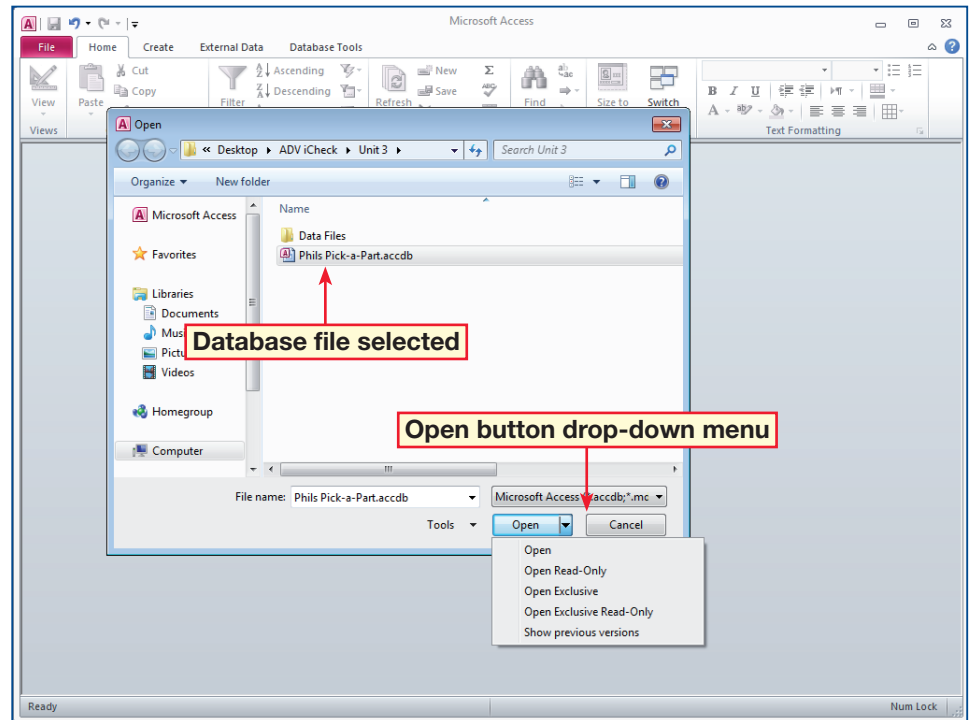 Microsoft Access
File Home Create External Data Database Tools
Cut
Copy
Ascending
Descending
New
Save
View
Paste
Filter
Refresh
Find
Size to
Switch
B I U
A
Views
Text Formatting
Open
« Desktop ▸ ADV iCheck ▸ Unit 3 ▸
Search Unit 3
Organize
New folder
Microsoft Access
Favorites
Libraries
Documents
Videos
Homegroup
Computer
Name
Data Files
Phils Pick-a-Part.accdb
Database file selected
Open button drop-down menu
File name: Phils Pick-a-Part.accdb
Tools
Open
Cancel
Open
Open Read-Only
Open Exclusive
Open Exclusive Read-Only
Show previous versions
Ready
Num Lock